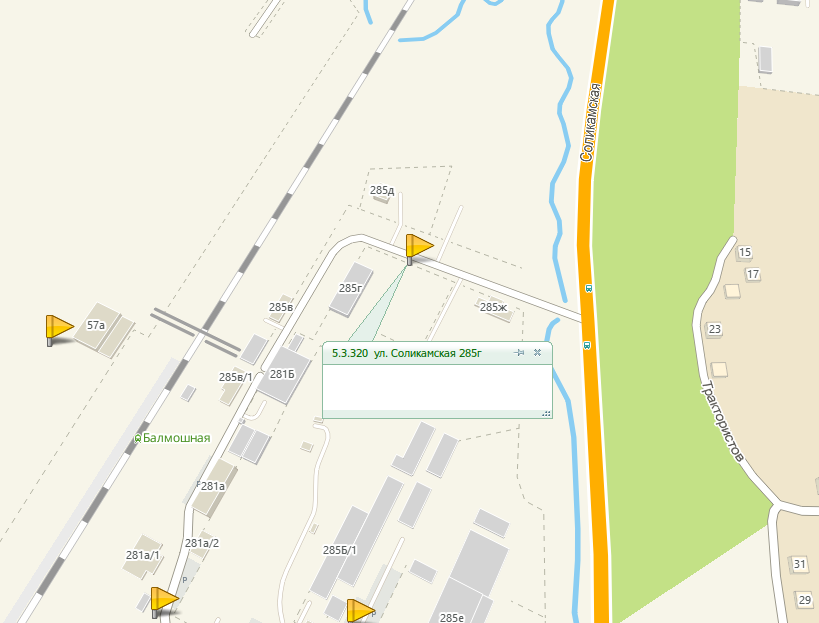 Соликамская
285д
15
17
285г
285в
285ж
57а
23
5.3.320 ул. Соликамская 285г
285в/1
281Б
Трактористов
Балмошная
281а
Р
281а/2
285Б/1
281а/1
31
Р
29
285е